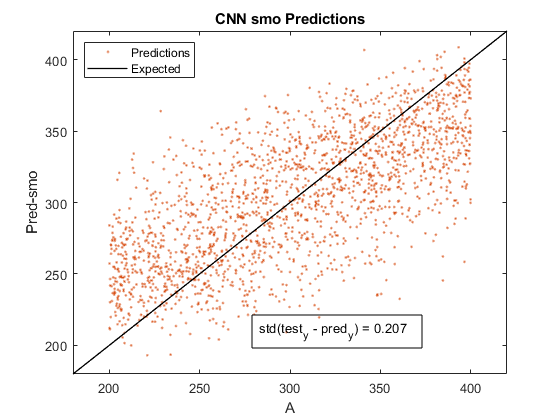 CNN smo Predictions
Predictions
Expected
400
350
300
250
200
Pred-smo
std(test_y - pred_y) = 0.207
200
250
300
350
400
A